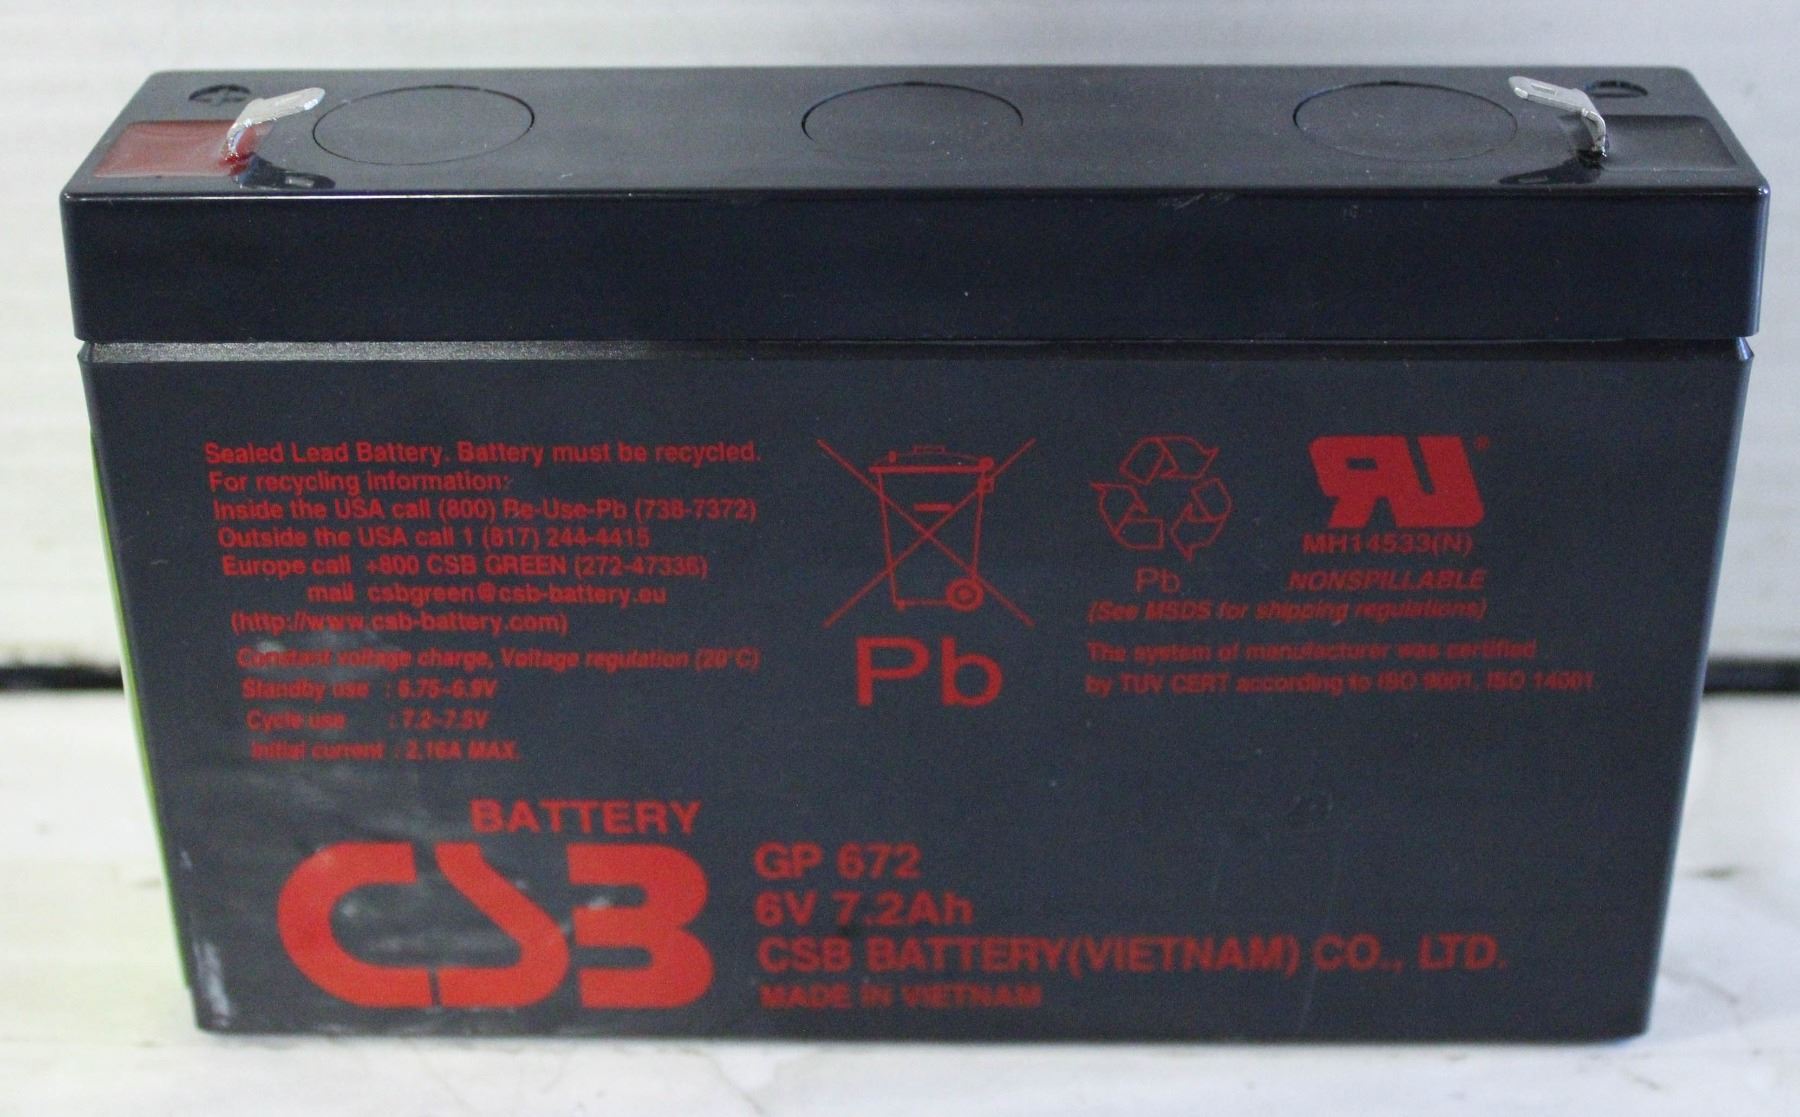 Sealed Lead Battery. Battery must be recycled.
For recycling information:
Inside the USA call (800) Re-Use-Pb (738-7372)
Outside the USA call 1 (817) 244-4415
Europe call +800 CSB GREEN (272-47336)
mail csbgreen@csb-battery.eu
(http://www.csb-battery.com)
Constant voltage charge, Voltage regulation (20°C)
Standby use : 6.75~6.9V
Cycle use : 7.2~7.5V
Initial current : 2.16A MAX.
Pb
Pb
RU®
MH14533(N)
NONSPILLABLE
(See MSDS for shipping regulations)
The system of manufacturer was certified
by TUV CERT according to ISO 9001, ISO 14001
BATTERY
CSB
GP 672
6V 7.2Ah
CSB BATTERY(VIETNAM) CO., LTD.
MADE IN VIETNAM